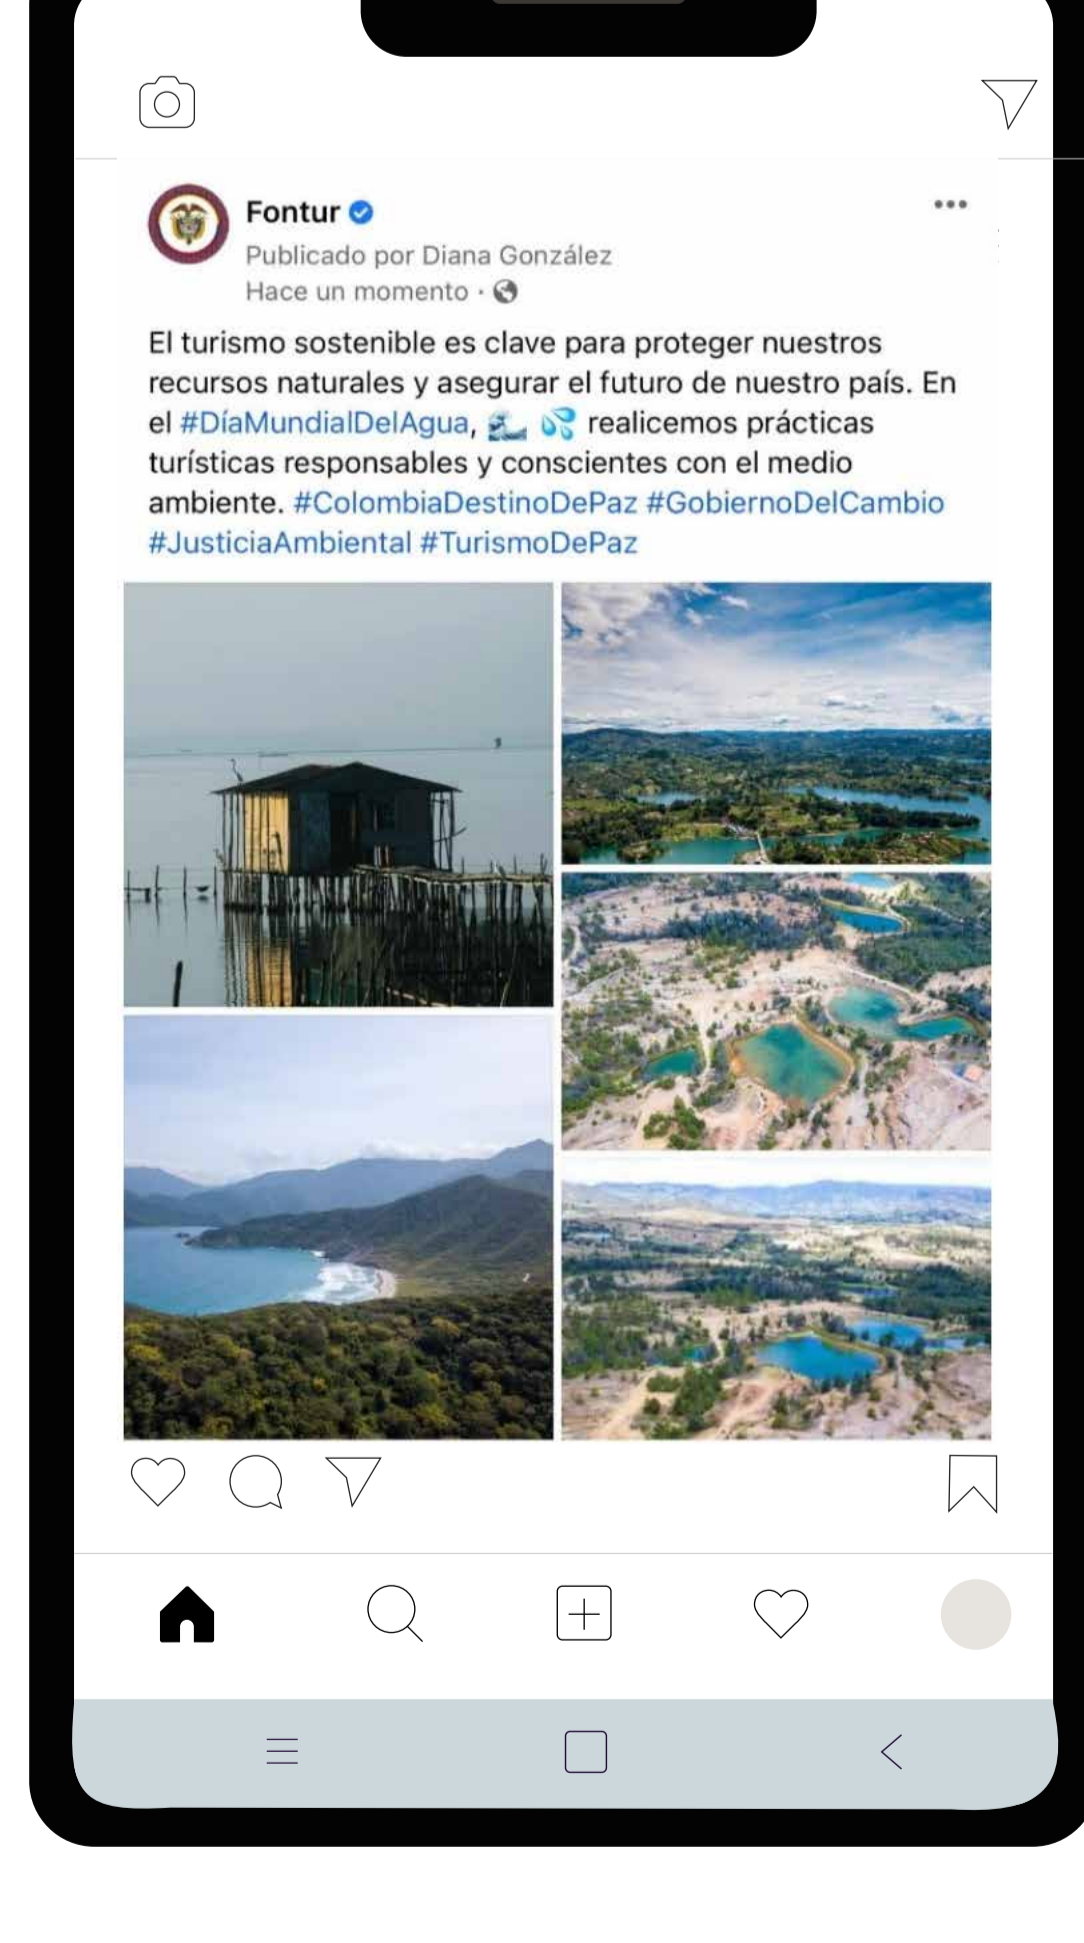 Fontur
Publicado por Diana González
Hace un momento ·
El turismo sostenible es clave para proteger nuestros
recursos naturales y asegurar el futuro de nuestro país. En
el #DíaMundialDelAgua, 🌊 💦 realicemos prácticas
turísticas responsables y conscientes con el medio
ambiente. #ColombiaDestinoDePaz #GobiernoDelCambio
#JusticiaAmbiental #TurismoDePaz